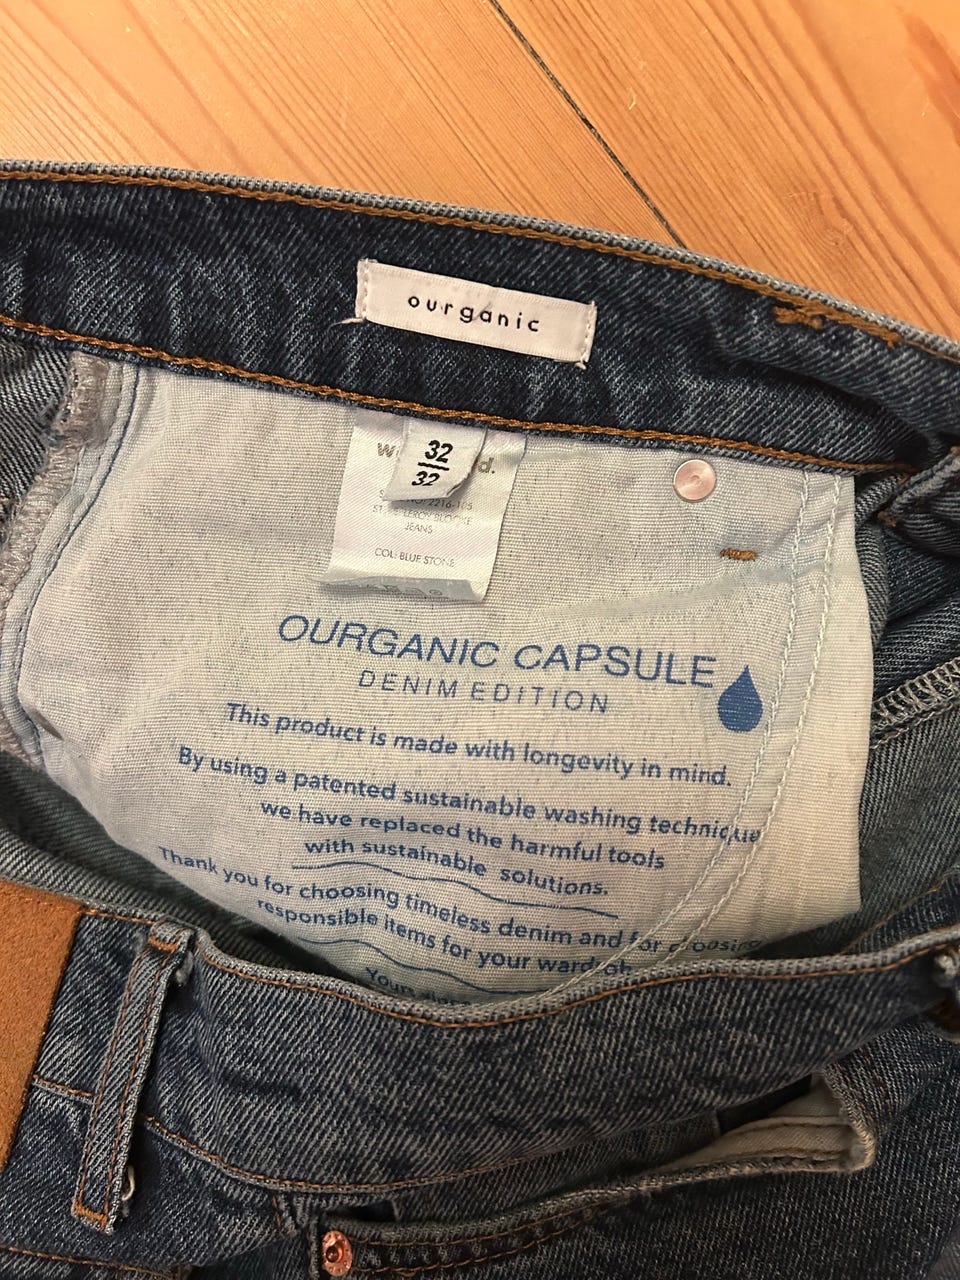 ourganic
32
32
JEANS
COL: BLUE STONE
OURGANIC CAPSULE
DENIM EDITION
This product is made with longevity in mind.
By using a patented sustainable washing technique
we have replaced the harmful tools
with sustainable solutions.
Thank you for choosing timeless denim and for choosing
responsible items for your